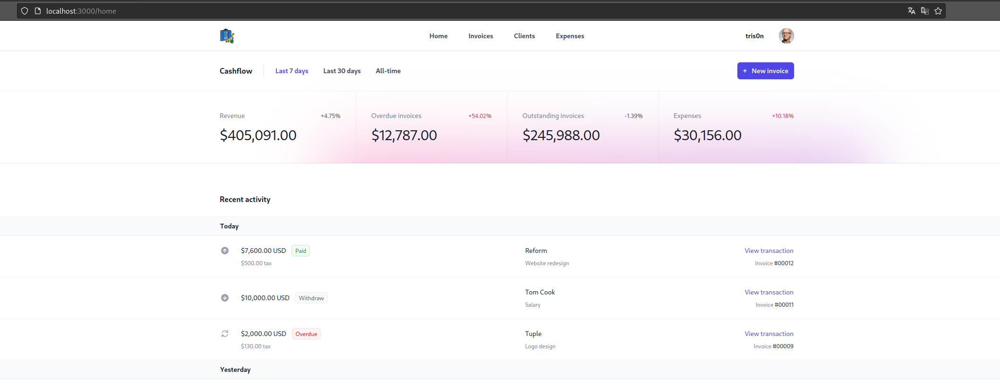 localhost:3000/home
Home Invoices Clients Expenses tris0n
Cashflow Last 7 days Last 30 days All-time + New invoice
Revenue +4.75% Overdue invoices +54.02% Outstanding invoices -1.39% Expenses +10.18%
$405,091.00 $12,787.00 $245,988.00 $30,156.00
Recent activity
Today
$7,600.00 USD Paid Reform View transaction
$500.00 tax Website redesign Invoice #00012
Tom Cook View transaction
$10,000.00 USD Withdraw
Salary Invoice #00011
$2,000.00 USD Overdue Tuple View transaction
$130.00 tax Logo design Invoice #00009
Yesterday